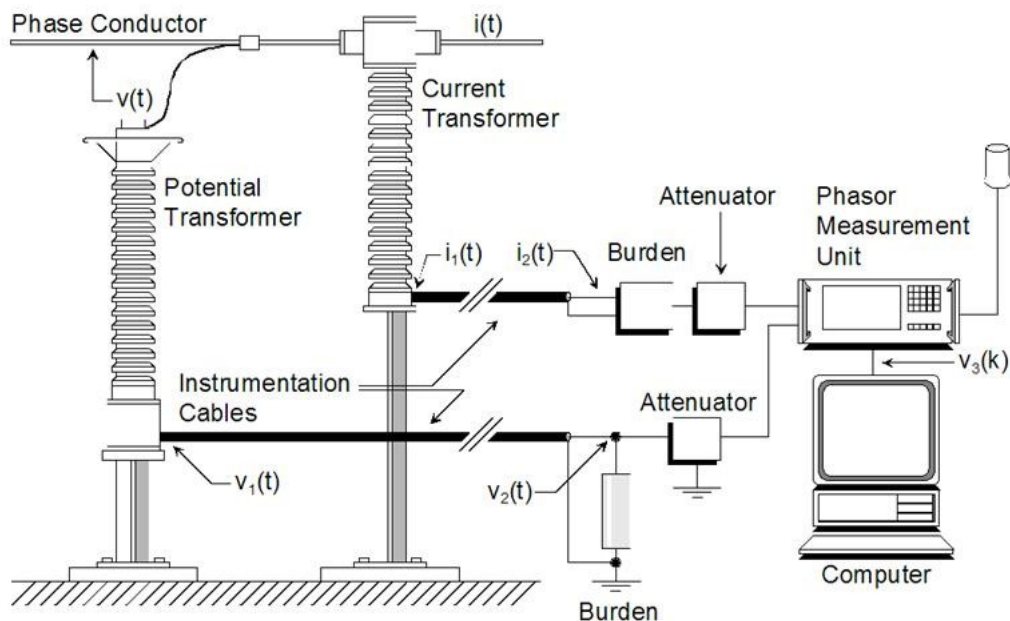 Phase Conductor
i(t)
v(t)
Current
Transformer
Potential
Transformer
Attenuator
Phasor
Measurement
Unit
i₁(t)
i₂(t)
Burden
v₃(k)
Instrumentation
Cables
Attenuator
v₁(t)
v₂(t)
Computer
Burden